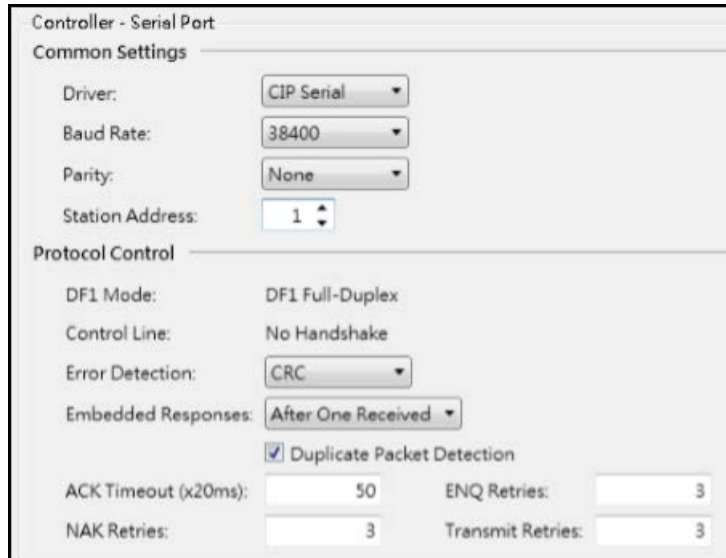 Controller - Serial Port
Common Settings
Driver: CIP Serial
Baud Rate: 38400
Parity: None
Station Address: 1
Protocol Control
DF1 Mode: DF1 Full-Duplex
Control Line: No Handshake
Error Detection: CRC
Embedded Responses: After One Received
Duplicate Packet Detection
ACK Timeout (x20ms): 50 ENQ Retries: 3
NAK Retries: 3 Transmit Retries: 3